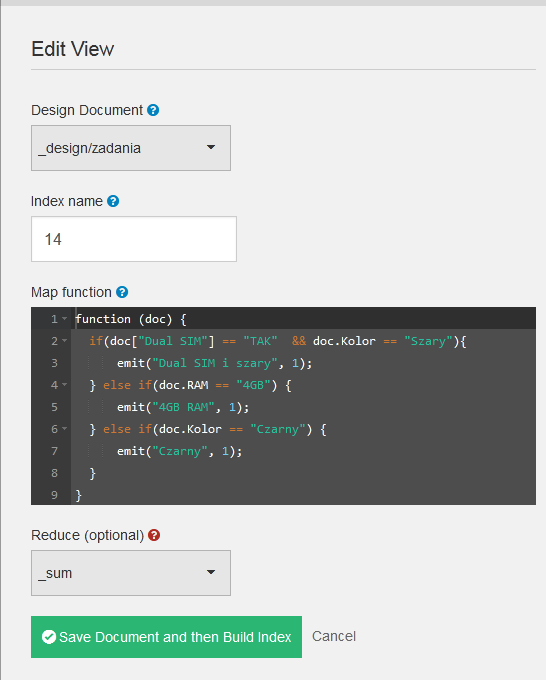 Edit View
Design Document ?
_design/zadania
Index name ?
14
Map function ?
1 function (doc) {
2 if(doc["Dual SIM"] == "TAK"  && doc.Kolor == "Szary"){
3 emit("Dual SIM i szary", 1);
4 } else if(doc.RAM == "4GB") {
5 emit("4GB RAM", 1);
6 } else if(doc.Kolor == "Czarny") {
7 emit("Czarny", 1);
8 }
9 }
Reduce (optional) ?
_sum
Save Document and then Build Index Cancel